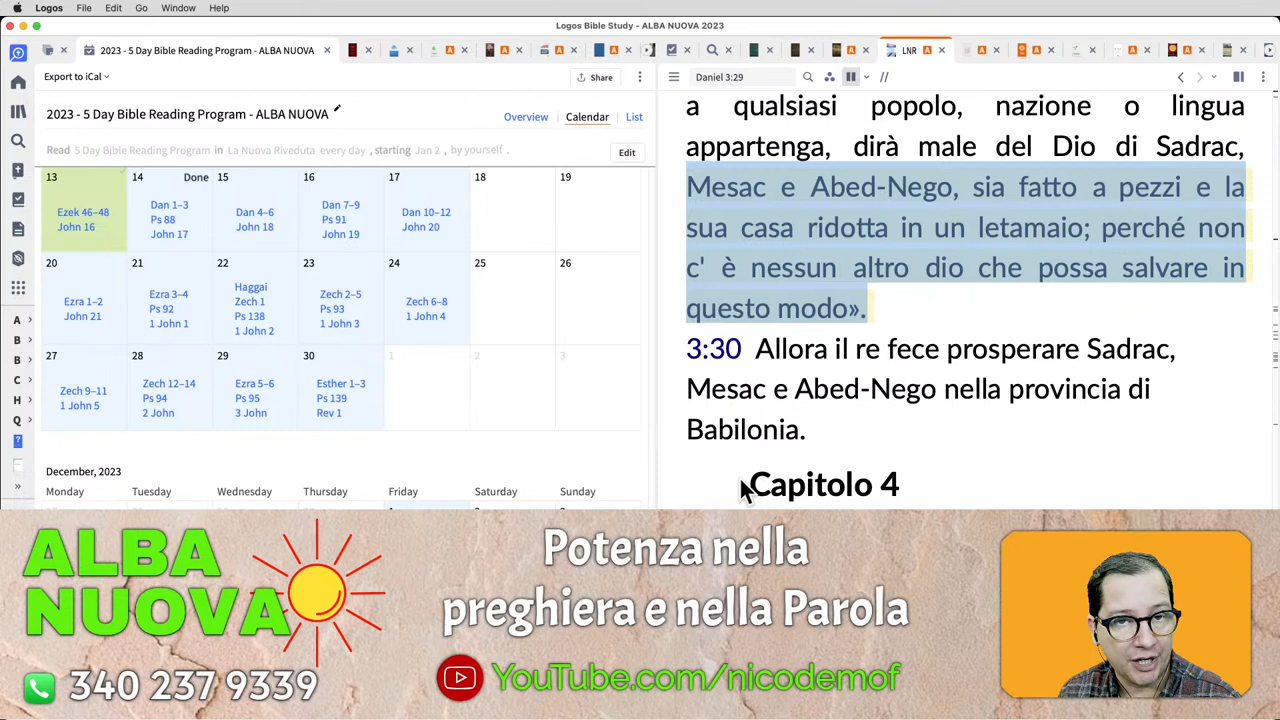 Logos File Edit Go Window Help
Logos Bible Study - ALBA NUOVA 2023
2023 - 5 Day Bible Reading Program - ALBA NUOVA
LNR
Export to iCal
Share
Daniel 3:29
2023 - 5 Day Bible Reading Program - ALBA NUOVA
Overview Calendar List
Read 5 Day Bible Reading Program in La Nuova Riveduta every day , starting Jan 2 , by yourself .
Edit
13 14 Done 15 16 17 18 19
Ezek 46–48
John 16
Dan 1–3
Ps 88
John 17
Dan 4–6
John 18
Dan 7–9
Ps 91
John 19
Dan 10–12
John 20
20 21 22 23 24 25 26
Ezra 1–2
John 21
Ezra 3–4
Ps 92
1 John 1
Haggai
Zech 1
Ps 138
1 John 2
Zech 2–5
Ps 93
1 John 3
Zech 6–8
1 John 4
27 28 29 30 1 2 3
Zech 9–11
1 John 5
Zech 12–14
Ps 94
2 John
Ezra 5–6
Ps 95
3 John
Esther 1–3
Ps 139
Rev 1
December, 2023
Monday Tuesday Wednesday Thursday Friday Saturday Sunday
A
B
B
C
H
Q
a qualsiasi popolo, nazione o lingua
appartenga, dirà male del Dio di Sadrac,
Mesac e Abed-Nego, sia fatto a pezzi e la
sua casa ridotta in un letamaio; perché non
c' è nessun altro dio che possa salvare in
questo modo».
3:30 Allora il re fece prosperare Sadrac,
Mesac e Abed-Nego nella provincia di
Babilonia.
Capitolo 4
ALBA
NUOVA
340 237 9339
Potenza nella
preghiera e nella Parola
YouTube.com/nicodemof